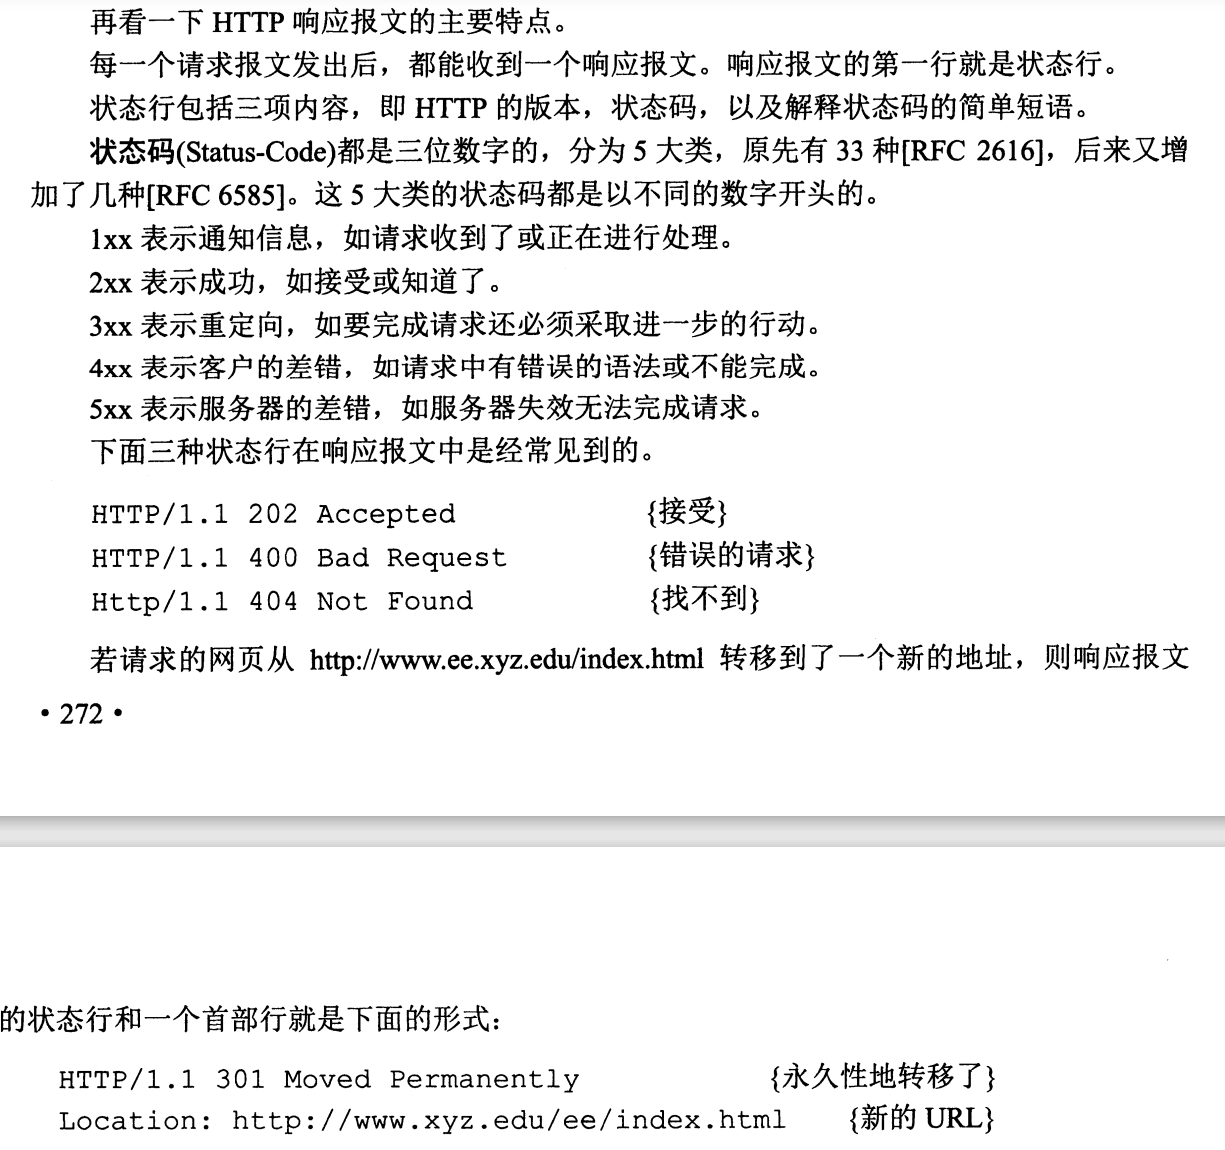 再看一下 HTTP 响应报文的主要特点。
每一个请求报文发出后，都能收到一个响应报文。响应报文的第一行就是状态行。
状态行包括三项内容，即 HTTP 的版本，状态码，以及解释状态码的简单短语。
状态码(Status-Code)都是三位数字的，分为 5 大类，原先有 33 种[RFC 2616]，后来又增
加了几种[RFC 6585]。这 5 大类的状态码都是以不同的数字开头的。
1xx 表示通知信息，如请求收到了或正在进行处理。
2xx 表示成功，如接受或知道了。
3xx 表示重定向，如要完成请求还必须采取进一步的行动。
4xx 表示客户的差错，如请求中有错误的语法或不能完成。
5xx 表示服务器的差错，如服务器失效无法完成请求。
下面三种状态行在响应报文中是经常见到的。
HTTP/1.1 202 Accepted {接受}
HTTP/1.1 400 Bad Request {错误的请求}
Http/1.1 404 Not Found {找不到}
若请求的网页从 http://www.ee.xyz.edu/index.html 转移到了一个新的地址，则响应报文
• 272 •
的状态行和一个首部行就是下面的形式：
HTTP/1.1 301 Moved Permanently {永久性地转移了}
Location: http://www.xyz.edu/ee/index.html {新的 URL}